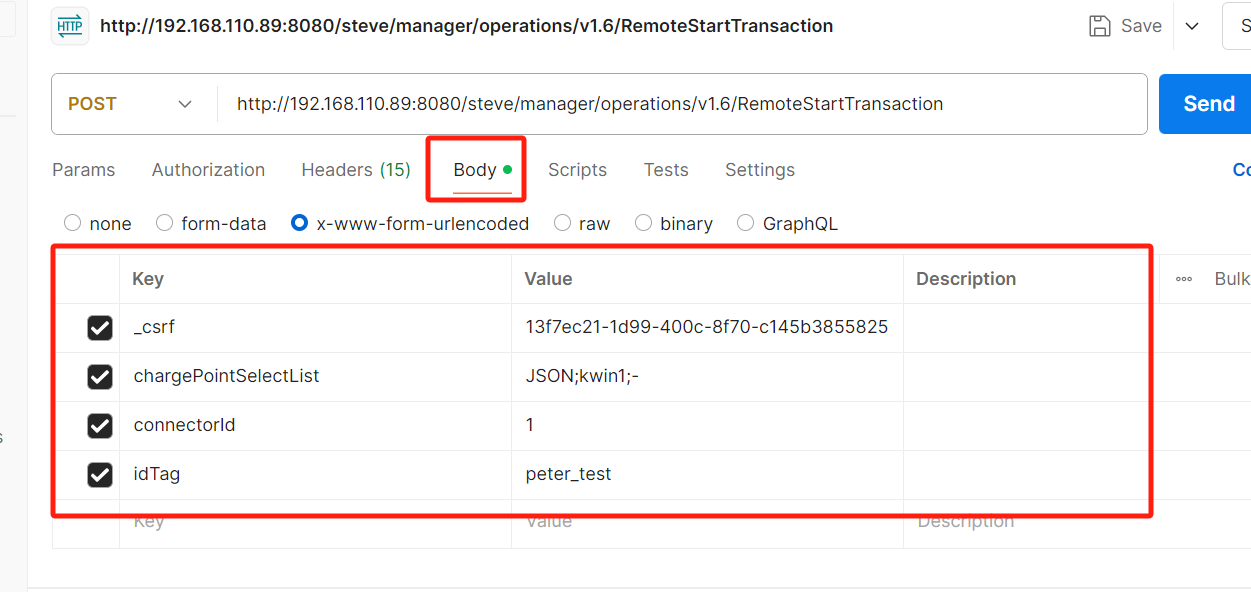 HTTP http://192.168.110.89:8080/steve/manager/operations/v1.6/RemoteStartTransaction Save S
POST http://192.168.110.89:8080/steve/manager/operations/v1.6/RemoteStartTransaction Send
Params Authorization Headers (15) Body Scripts Tests Settings Co
none form-data x-www-form-urlencoded raw binary GraphQL
Key Value Description Bulk
_csrf 13f7ec21-1d99-400c-8f70-c145b3855825
chargePointSelectList JSON;kwin1;-
connectorId 1
idTag peter_test
Key Value Description
s